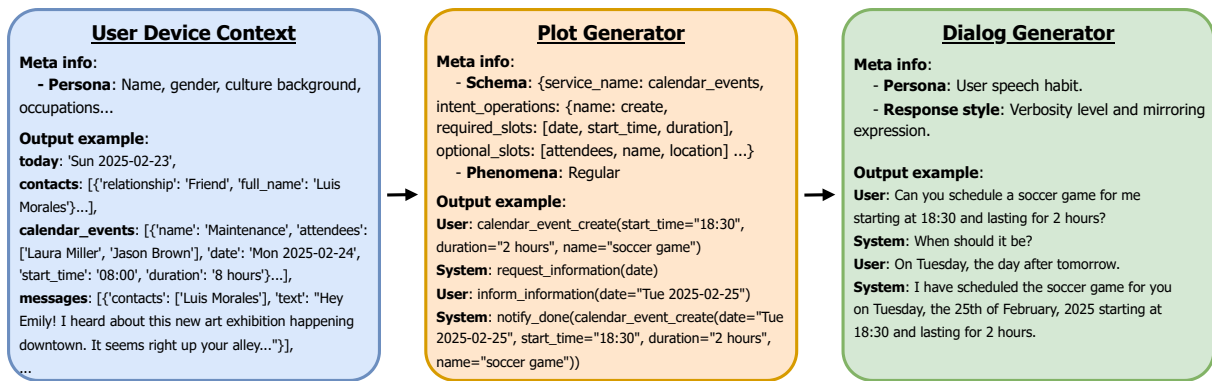 User Device Context
Meta info:
- Persona: Name, gender, culture background,
occupations...
Output example:
today: 'Sun 2025-02-23',
contacts: [{'relationship': 'Friend', 'full_name': 'Luis
Morales'}...],
calendar_events: [{'name': 'Maintenance', 'attendees':
['Laura Miller', 'Jason Brown'], 'date': 'Mon 2025-02-24',
'start_time': '08:00', 'duration': '8 hours'}...],
messages: [{'contacts': ['Luis Morales'], 'text': "Hey
Emily! I heard about this new art exhibition happening
downtown. It seems right up your alley..."}],
...
Plot Generator
Meta info:
- Schema: {service_name: calendar_events,
intent_operations: {name: create,
required_slots: [date, start_time, duration],
optional_slots: [attendees, name, location] ...}
- Phenomena: Regular
Output example:
User: calendar_event_create(start_time="18:30",
duration="2 hours", name="soccer game")
System: request_information(date)
User: inform_information(date="Tue 2025-02-25")
System: notify_done(calendar_event_create(date="Tue
2025-02-25", start_time="18:30", duration="2 hours",
name="soccer game"))
Dialog Generator
Meta info:
- Persona: User speech habit.
- Response style: Verbosity level and mirroring
expression.
Output example:
User: Can you schedule a soccer game for me
starting at 18:30 and lasting for 2 hours?
System: When should it be?
User: On Tuesday, the day after tomorrow.
System: I have scheduled the soccer game for you
on Tuesday, the 25th of February, 2025 starting at
18:30 and lasting for 2 hours.